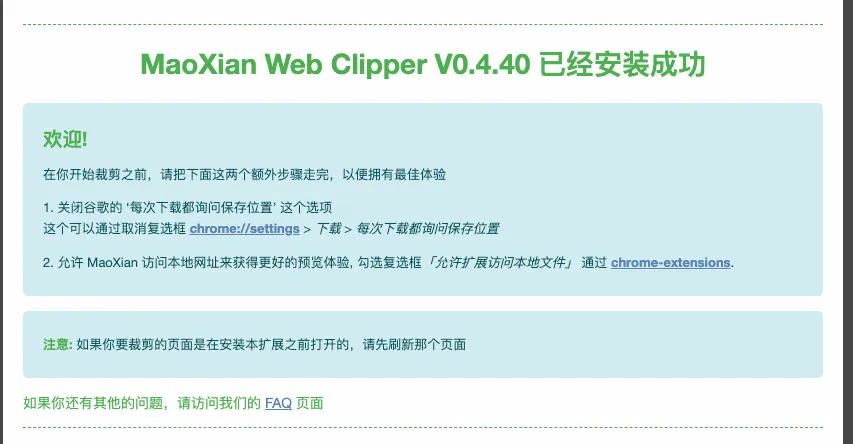 MaoXian Web Clipper V0.4.40 已经安装成功
欢迎!
在你开始裁剪之前，请把下面这两个额外步骤走完，以便拥有最佳体验
1. 关闭谷歌的 ‘每次下载都询问保存位置’ 这个选项
这个可以通过取消复选框 chrome://settings > 下载 > 每次下载都询问保存位置
2. 允许 MaoXian 访问本地网址来获得更好的预览体验, 勾选复选框「允许扩展访问本地文件」 通过 chrome-extensions.
注意: 如果你要裁剪的页面是在安装本扩展之前打开的，请先刷新那个页面
如果你还有其他的问题，请访问我们的 FAQ 页面